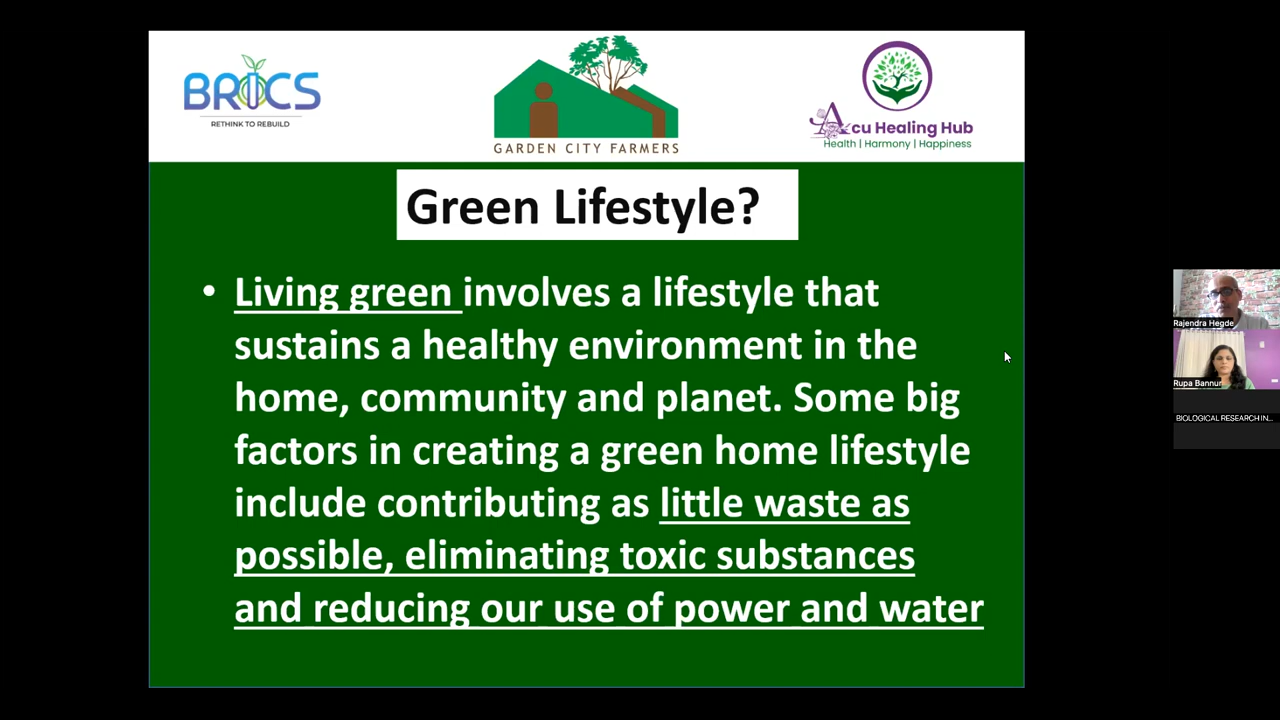 BRICS
RETHINK TO REBUILD
GARDEN CITY FARMERS
Acu Healing Hub
Health | Harmony | Happiness
Green Lifestyle?
• Living green involves a lifestyle that
sustains a healthy environment in the
home, community and planet. Some big
factors in creating a green home lifestyle
include contributing as little waste as
possible, eliminating toxic substances
and reducing our use of power and water
Rajendra Hegde
Rupa Bannur
BIOLOGICAL RESEARCH IN...